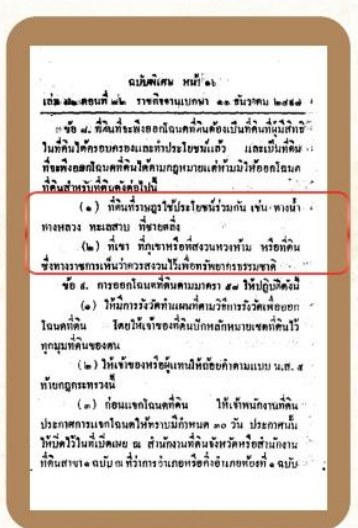 ฉบับพิเศษ หน้า ๑๖
เล่ม ๗๑ ตอนที่ ๗๘ ราชกิจจานุเบกษา ๑๑ ธันวาคม ๒๔๙๗
ข้อ ๘. ที่ดินที่จะพึงออกโฉนดที่ดินต้องเป็นที่ดินที่ผู้มีสิทธิ
ในที่ดินได้ครอบครองและทำประโยชน์แล้ว และเป็นที่ดิน
ที่จะพึงออกโฉนดที่ดินได้ตามกฎหมายแต่ห้ามมิให้ออกโฉนด
ที่ดินสำหรับที่ดินดังต่อไปนี้
(๑) ที่ดินที่ราษฎรใช้ประโยชน์ร่วมกัน เช่น ทางน้ำ
ทางหลวง ทะเลสาบ ที่ชายตลิ่ง
(๒) ที่เขา ที่ภูเขาหรือที่สงวนหวงห้าม หรือที่ดิน
ซึ่งทางราชการเห็นว่าควรสงวนไว้เพื่อทรัพยากรธรรมชาติ
ข้อ ๙. การออกโฉนดที่ดินตามมาตรา ๕๘ ให้ปฏิบัติดังนี้
(๑) ให้มีการรังวัดทำแผนที่ตามวิธีการรังวัดเพื่อออก
โฉนดที่ดิน โดยให้เจ้าของที่ดินปักหลักหมายเขตที่ดินไว้
ทุกมุมที่ดินของตน
(๒) ให้เจ้าของหรือผู้แทนให้ถ้อยคำตามแบบ น.ส. ๕
ท้ายกฎกระทรวงนี้
(๓) ก่อนแจกโฉนดที่ดิน ให้เจ้าพนักงานที่ดิน
ประกาศการแจกโฉนดให้ทราบมีกำหนด ๓๐ วัน ประกาศนั้น
ให้ปิดไว้ในที่เปิดเผย ณ สำนักงานที่ดินจังหวัดหรือสำนักงาน
ที่ดินสาขา ๑ ฉบับ ณ ที่ว่าการอำเภอหรือกิ่งอำเภอท้องที่ ๑ ฉบับ